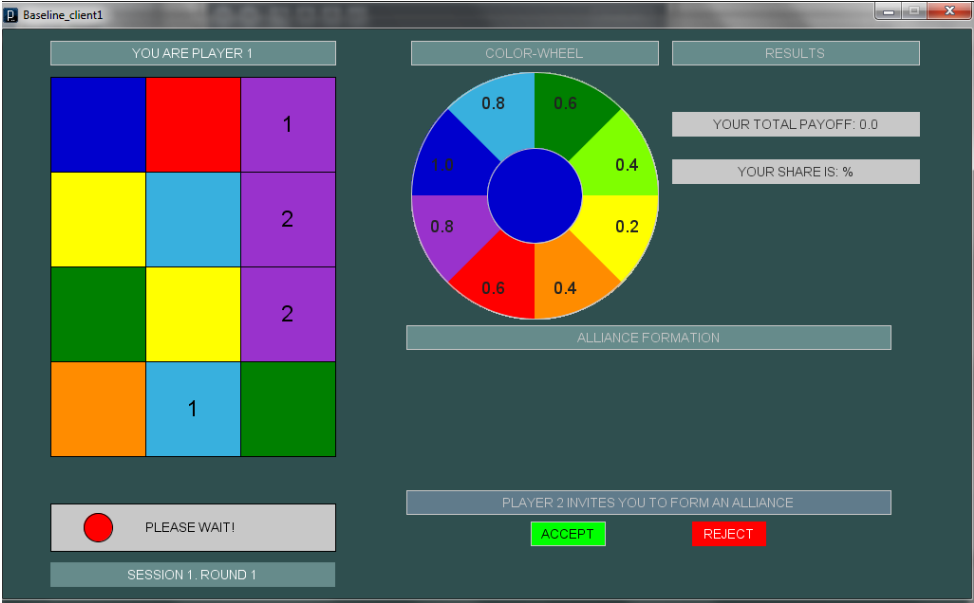 Baseline_client1
YOU ARE PLAYER 1
COLOR-WHEEL
RESULTS
1
2
2
1
0.8
0.6
1.0
0.4
0.8
0.2
0.6
0.4
YOUR TOTAL PAYOFF: 0.0
YOUR SHARE IS: %
ALLIANCE FORMATION
PLAYER 2 INVITES YOU TO FORM AN ALLIANCE
ACCEPT
REJECT
PLEASE WAIT!
SESSION 1. ROUND 1